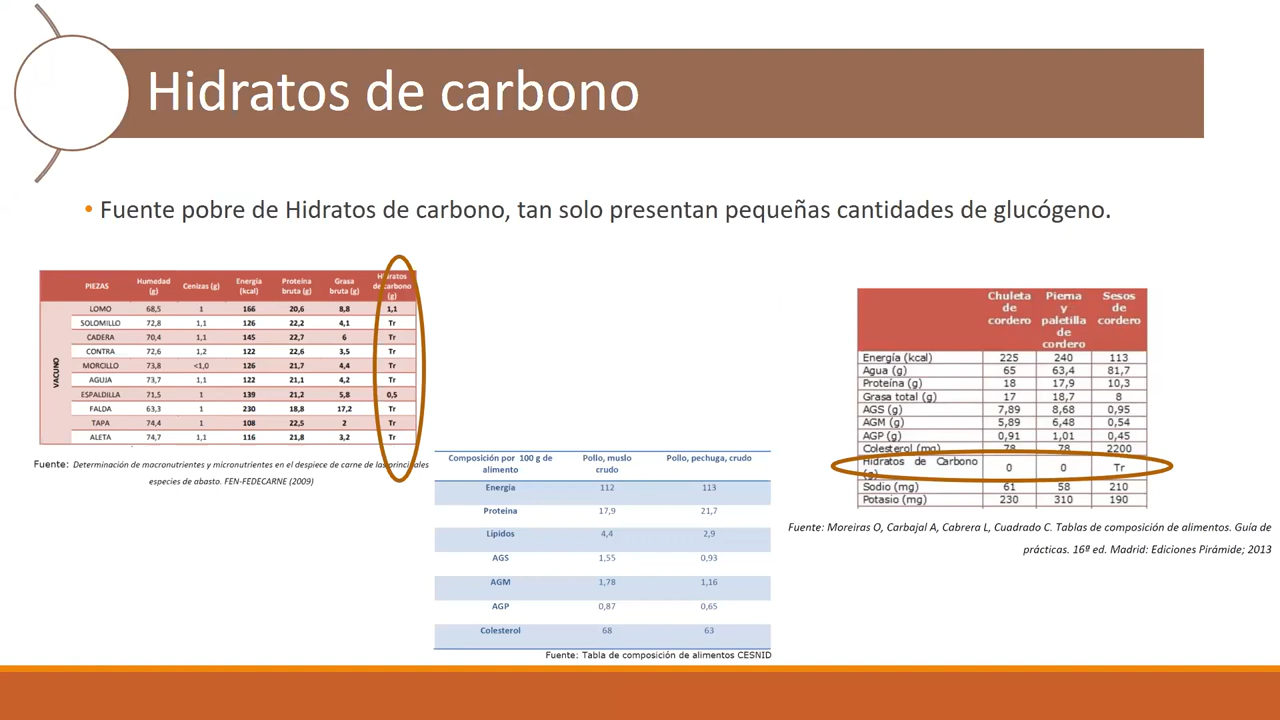 Hidratos de carbono
• Fuente pobre de Hidratos de carbono, tan solo presentan pequeñas cantidades de glucógeno.
PIEZAS Humedad (g) Cenizas (g) Energía (kcal) Proteína bruta (g) Grasa bruta (g) Hidratos de carbono (g)
VACUNO
LOMO 68,5 1 166 20,6 8,8 1,1
SOLOMILLO 72,8 1,1 126 22,2 4,1 Tr
CADERA 70,4 1,1 145 22,7 6 Tr
CONTRA 72,6 1,2 122 22,6 3,5 Tr
MORCILLO 73,8 <1,0 126 21,7 4,4 Tr
AGUJA 73,7 1,1 122 21,1 4,2 Tr
ESPALDILLA 71,5 1 139 21,2 5,8 0,5
FALDA 63,3 1 230 18,8 17,2 Tr
TAPA 74,4 1 108 22,5 2 Tr
ALETA 74,7 1,1 116 21,8 3,2 Tr
Fuente: Determinación de macronutrientes y micronutrientes en el despiece de carne de las principales
especies de abasto. FEN-FEDECARNE (2009)
Composición por 100 g de alimento Pollo, muslo crudo Pollo, pechuga, crudo
Energía 112 113
Proteina 17,9 21,7
Lípidos 4,4 2,9
AGS 1,55 0,93
AGM 1,78 1,16
AGP 0,87 0,65
Colesterol 68 63
Fuente: Tabla de composición de alimentos CESNID
Chuleta de cordero Pierna y paletilla de cordero Sesos de cordero
Energía (kcal) 225 240 113
Agua (g) 65 63,4 81,7
Proteína (g) 18 17,9 10,3
Grasa total (g) 17 18,7 8
AGS (g) 7,89 8,68 0,95
AGM (g) 5,89 6,48 0,54
AGP (g) 0,91 1,01 0,45
Colesterol (mg) 78 78 2200
Hidratos de Carbono (g) 0 0 Tr
Sodio (mg) 61 58 210
Potasio (mg) 230 310 190
Fuente: Moreiras O, Carbajal A, Cabrera L, Cuadrado C. Tablas de composición de alimentos. Guía de
prácticas. 16ª ed. Madrid: Ediciones Pirámide; 2013